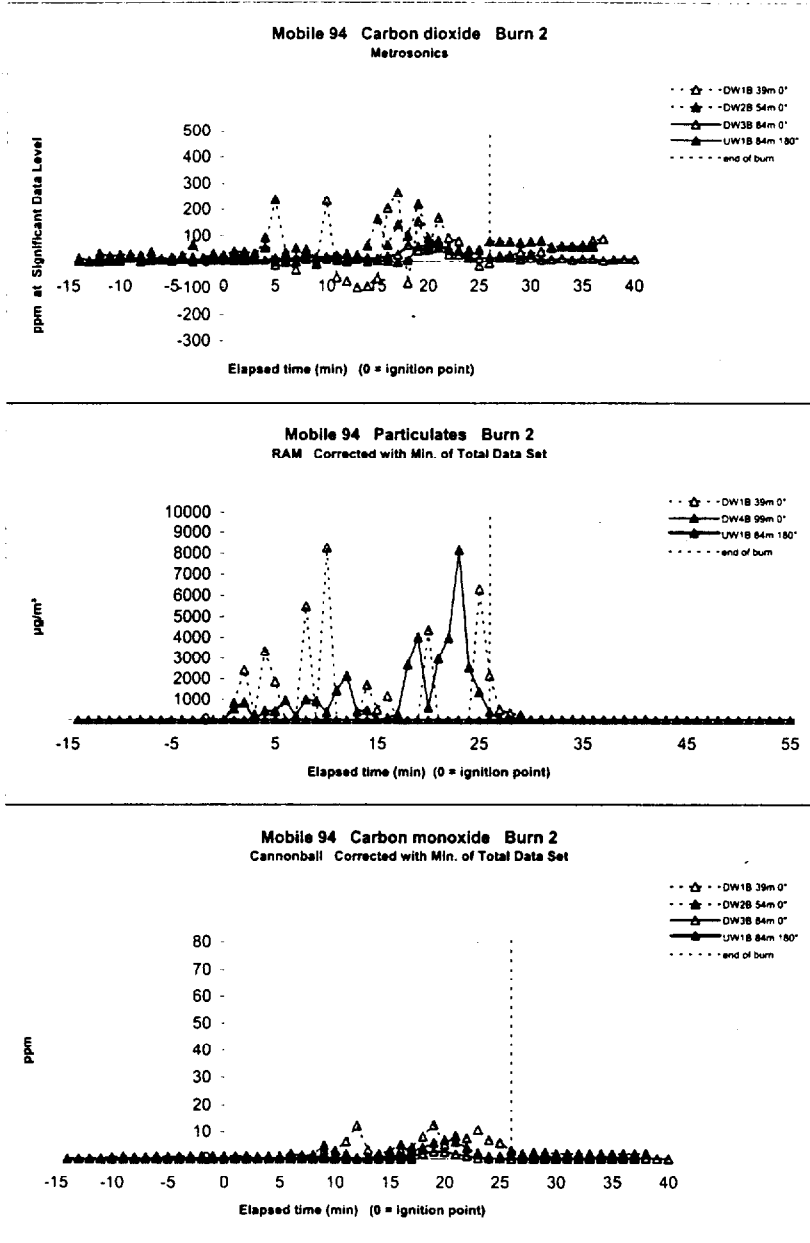 Mobile 94 Carbon dioxide Burn 2
Metrosonics
DW1B 39m 0°
DW2B 54m 0°
DW3B 84m 0°
UW1B 84m 180°
end of burn
ppm at Significant Data Level
500
400
300
200
100
-100
-200
-300
-15 -10 -5 0 5 10 15 20 25 30 35 40
Elapsed time (min) (0 = ignition point)
Mobile 94 Particulates Burn 2
RAM Corrected with Min. of Total Data Set
DW1B 39m 0°
DW4B 99m 0°
UW1B 84m 180°
end of burn
µg/m³
10000
9000
8000
7000
6000
5000
4000
3000
2000
1000
-15 -5 5 15 25 35 45 55
Elapsed time (min) (0 = ignition point)
Mobile 94 Carbon monoxide Burn 2
Cannonball Corrected with Min. of Total Data Set
DW1B 39m 0°
DW2B 54m 0°
DW3B 84m 0°
UW1B 84m 180°
end of burn
ppm
80
70
60
50
40
30
20
10
-15 -10 -5 0 5 10 15 20 25 30 35 40
Elapsed time (min) (0 = ignition point)